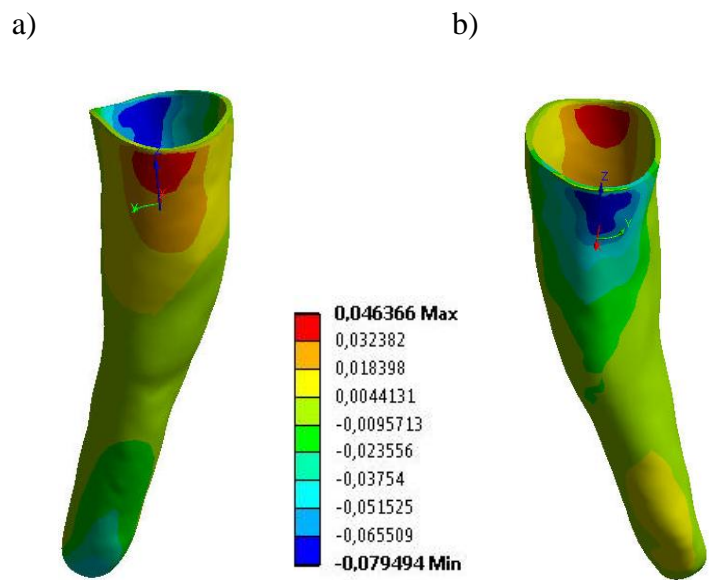 a)
b)
Y
Z
Y
0,046366 Max
0,032382
0,018398
0,0044131
-0,0095713
-0,023556
-0,03754
-0,051525
-0,065509
-0,079494 Min